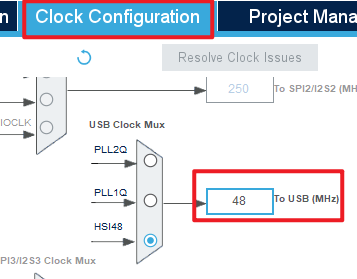 n
Clock Configuration
Project Mana
Resolve Clock Issues
250
To SPI2/I2S2 (MH
IOCLK
USB Clock Mux
PLL2Q
PLL1Q
48
To USB (MHz)
HSI48
PI3/I2S3 Clock Mux